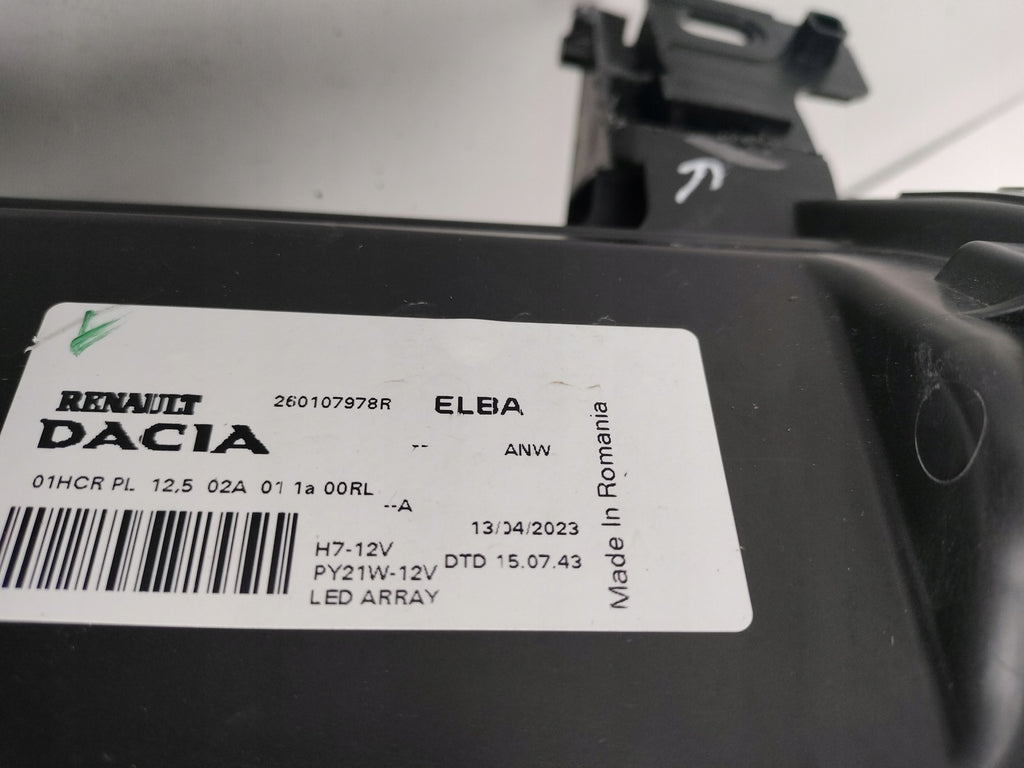 RENAULT 260107978R ELBA
DACIA -- ANW
01HCR PL 12,5 02A 01 1a 00RL
--A
13/04/2023
H7-12V
PY21W-12V DTD 15.07.43
LED ARRAY
Made In Romania